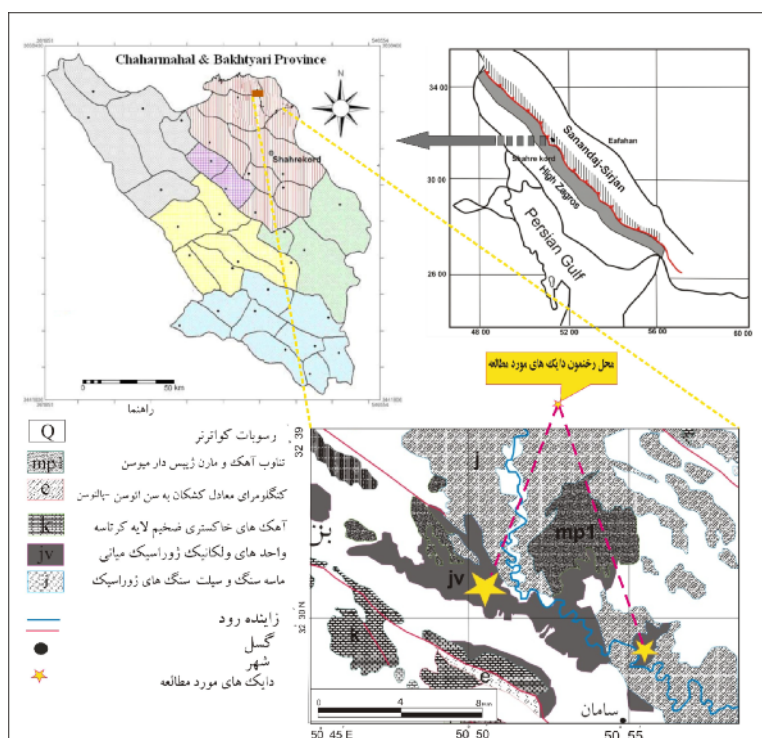 Chaharmahal & Bakhtyari Province
N
Shahrekord
0
50 km
34 00
30 00
26 00
48 00
52 00
56 00
60 00
Eafahan
Sanandaj-Sirjan
Shahre kord
High Zagros
Persian Gulf
محل رخنمون دایک های مورد مطالعه
راهنما
Q رسوبات کواترنر
mp1 تناوب آهک و مارن ژیپس دار میوسن
e کنگلومرای معادل کشکان به سن ائوسن -پالئوسن
k آهک های خاکستری ضخیم لایه کرتاسه
jv واحد های ولکانیک ژوراسیک میانی
j ماسه سنگ و سیلت سنگ های ژوراسیک
زاینده رود
گسل
شهر
دایک های مورد مطالعه
32 39
32 30 N
j
mp1
jv
k
e
بز
سامان
0 4 8 Km
50 45 E
50 50
50 55